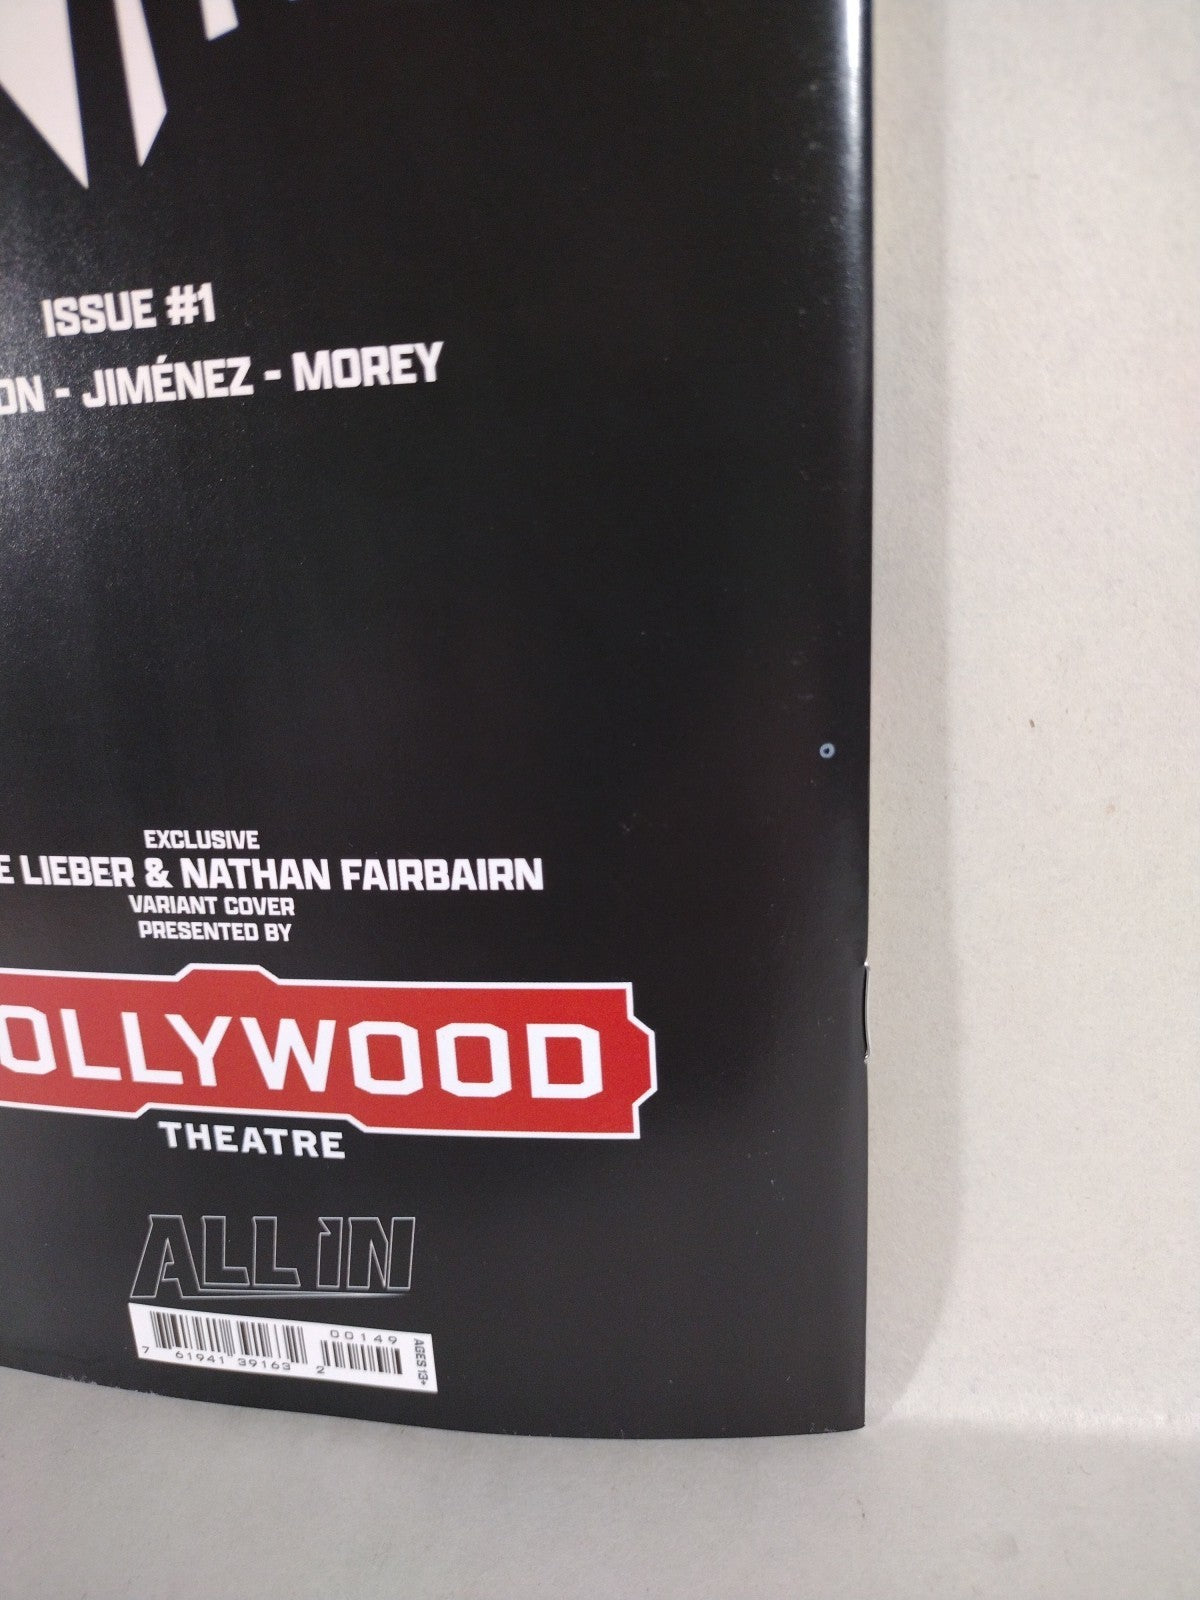 ISSUE #1
ON - JIMÉNEZ - MOREY
EXCLUSIVE
E LIEBER & NATHAN FAIRBAIRN
VARIANT COVER
PRESENTED BY
OLLYWOOD
THEATRE
ALL IN
00149
7 61941 39163 2
AGES 13+